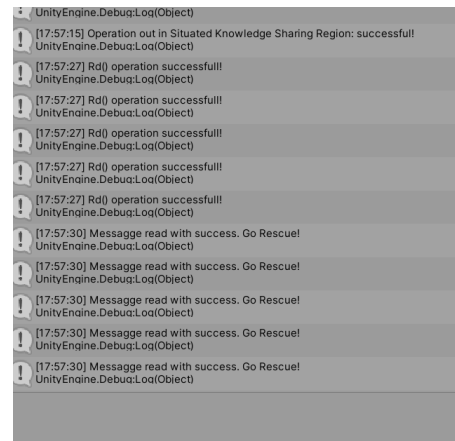 UnityEngine.Debug:Log(Object)
[17:57:15] Operation out in Situated Knowledge Sharing Region: successful!
UnityEngine.Debug:Log(Object)
[17:57:27] Rd() operation successfull!
UnityEngine.Debug:Log(Object)
[17:57:27] Rd() operation successfull!
UnityEngine.Debug:Log(Object)
[17:57:27] Rd() operation successfull!
UnityEngine.Debug:Log(Object)
[17:57:27] Rd() operation successfull!
UnityEngine.Debug:Log(Object)
[17:57:27] Rd() operation successfull!
UnityEngine.Debug:Log(Object)
[17:57:30] Messagge read with success. Go Rescue!
UnityEngine.Debug:Log(Object)
[17:57:30] Messagge read with success. Go Rescue!
UnityEngine.Debug:Log(Object)
[17:57:30] Messagge read with success. Go Rescue!
UnityEngine.Debug:Log(Object)
[17:57:30] Messagge read with success. Go Rescue!
UnityEngine.Debug:Log(Object)
[17:57:30] Messagge read with success. Go Rescue!
UnityEngine.Debug:Log(Object)